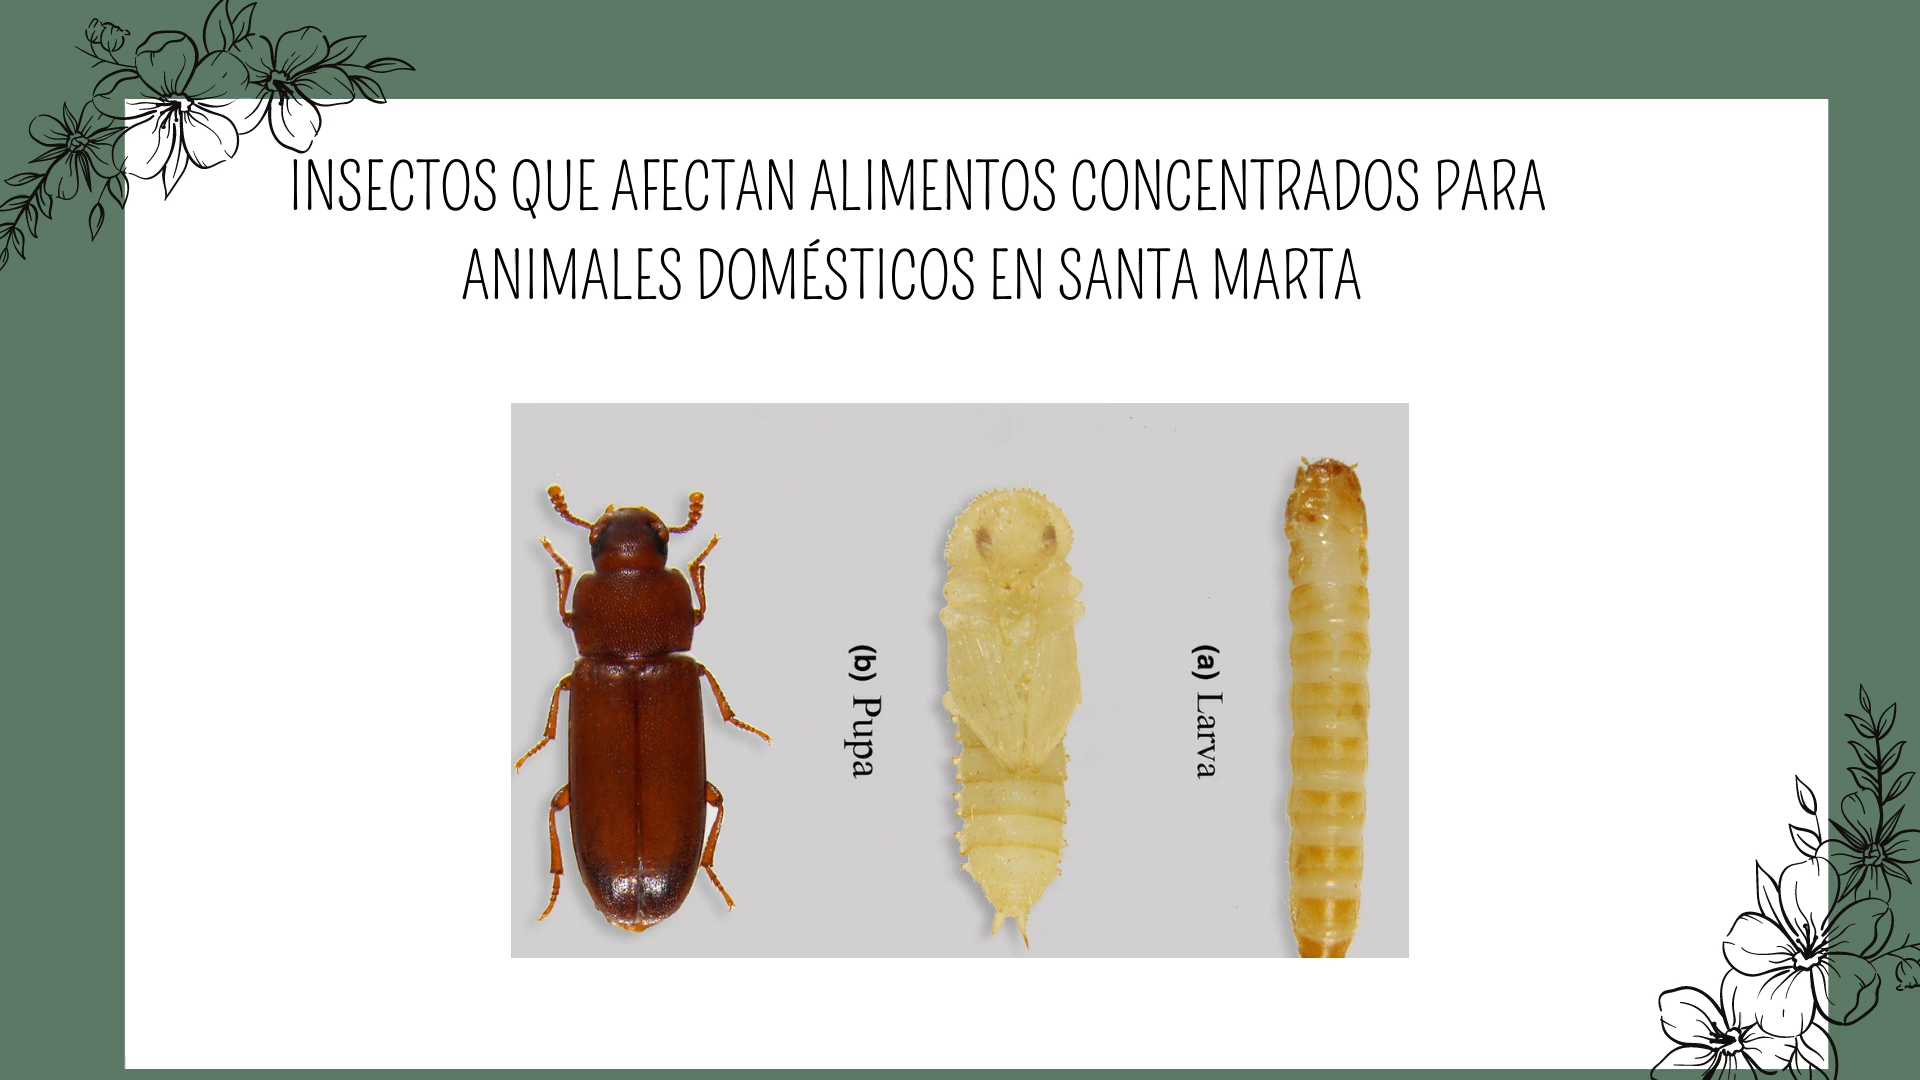 INSECTOS QUE AFECTAN ALIMENTOS CONCENTRADOS PARA
ANIMALES DOMÉSTICOS EN SANTA MARTA
(b) Pupa
(a) Larva